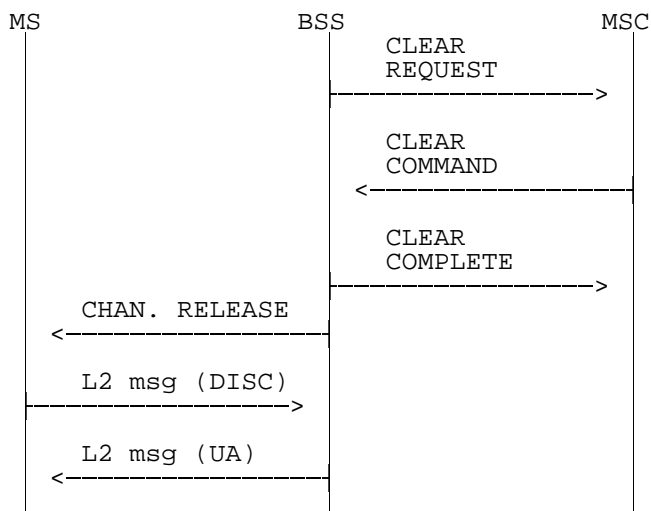 MS BSS MSC
CLEAR
REQUEST
CLEAR
COMMAND
CLEAR
COMPLETE
CHAN. RELEASE
L2 msg (DISC)
L2 msg (UA)